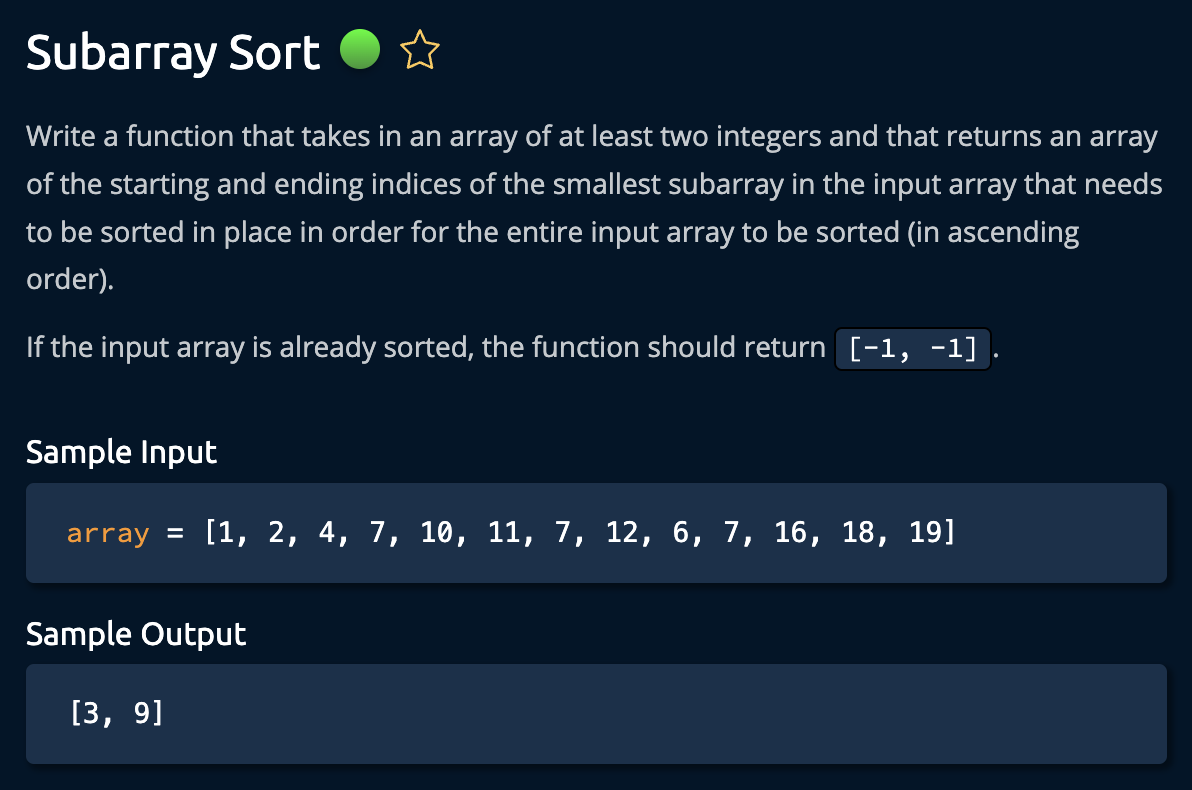 Subarray Sort
Write a function that takes in an array of at least two integers and that returns an array
of the starting and ending indices of the smallest subarray in the input array that needs
to be sorted in place in order for the entire input array to be sorted (in ascending
order).
If the input array is already sorted, the function should return [-1, -1].
Sample Input
array = [1, 2, 4, 7, 10, 11, 7, 12, 6, 7, 16, 18, 19]
Sample Output
[3, 9]